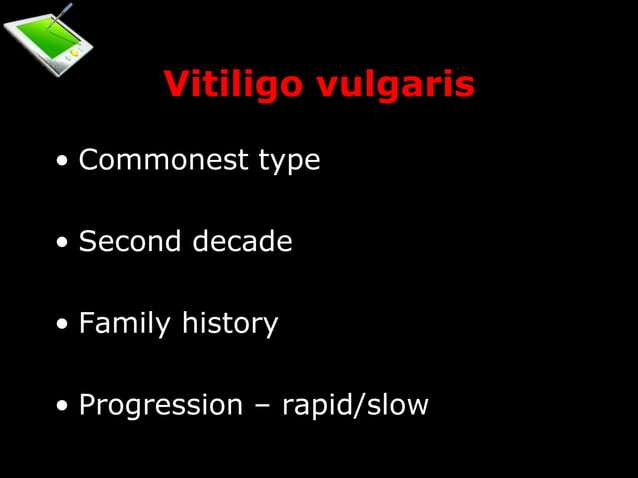 Vitiligo vulgaris
• Commonest type
• Second decade
• Family history
• Progression – rapid/slow